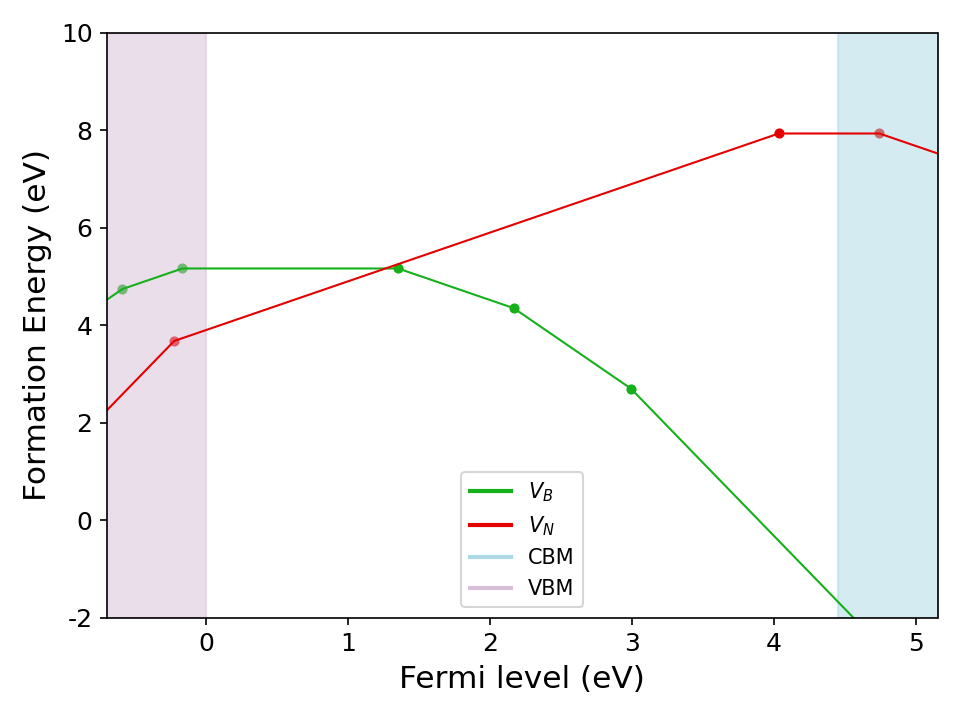 10
8
6
4
2
0
-2
Formation Energy (eV)
V_B
V_N
CBM
VBM
0 1 2 3 4 5
Fermi level (eV)